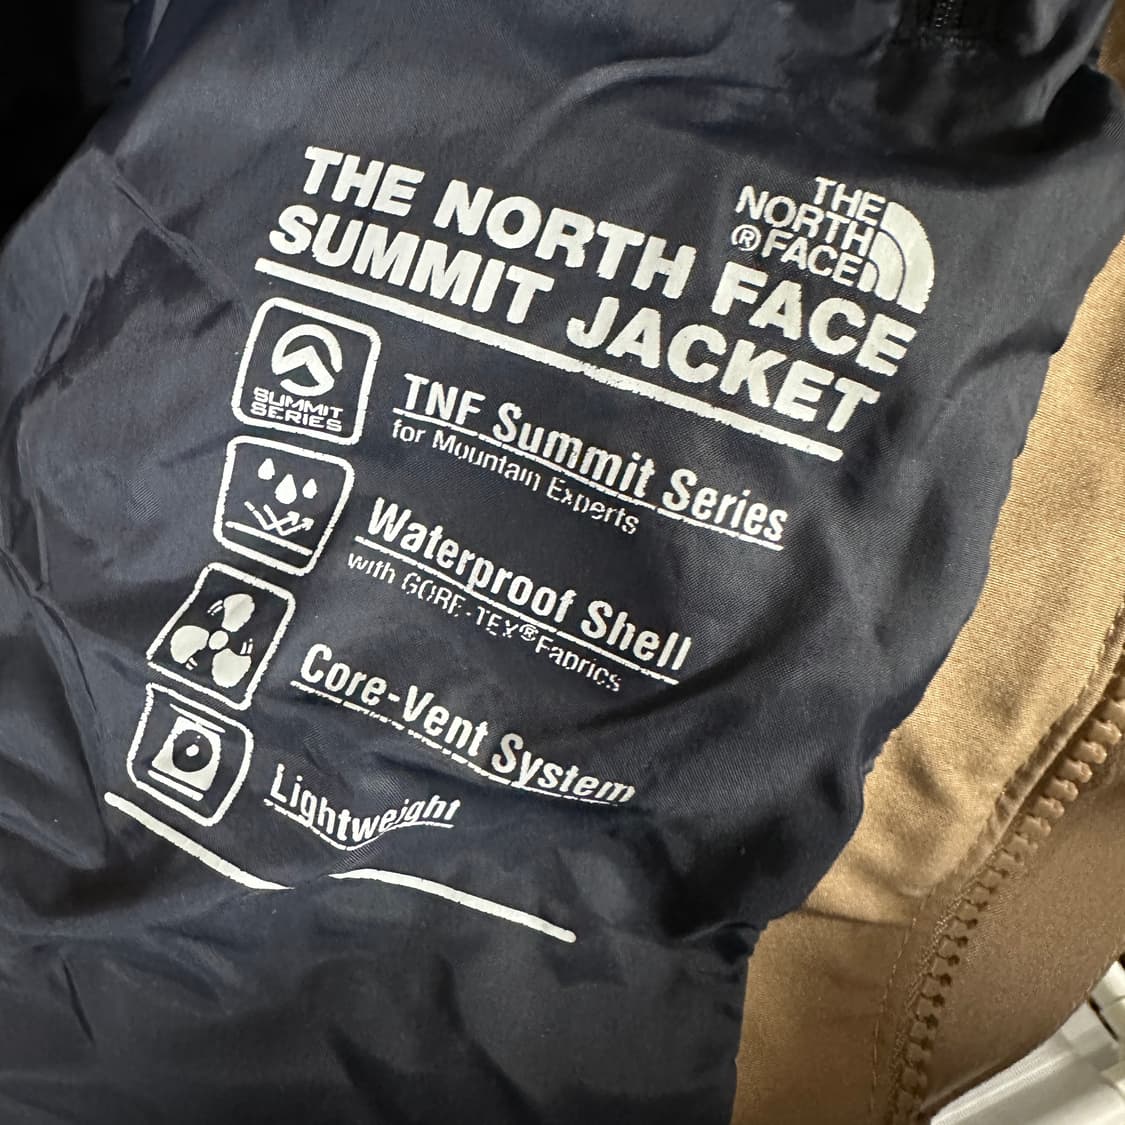 THE NORTH FACE
SUMMIT JACKET
THE
NORTH
® FACE
SUMMIT
SERIES
TNF Summit Series
for Mountain Experts
Waterproof Shell
with GORE-TEX® Fabrics
Core-Vent System
Lightweight